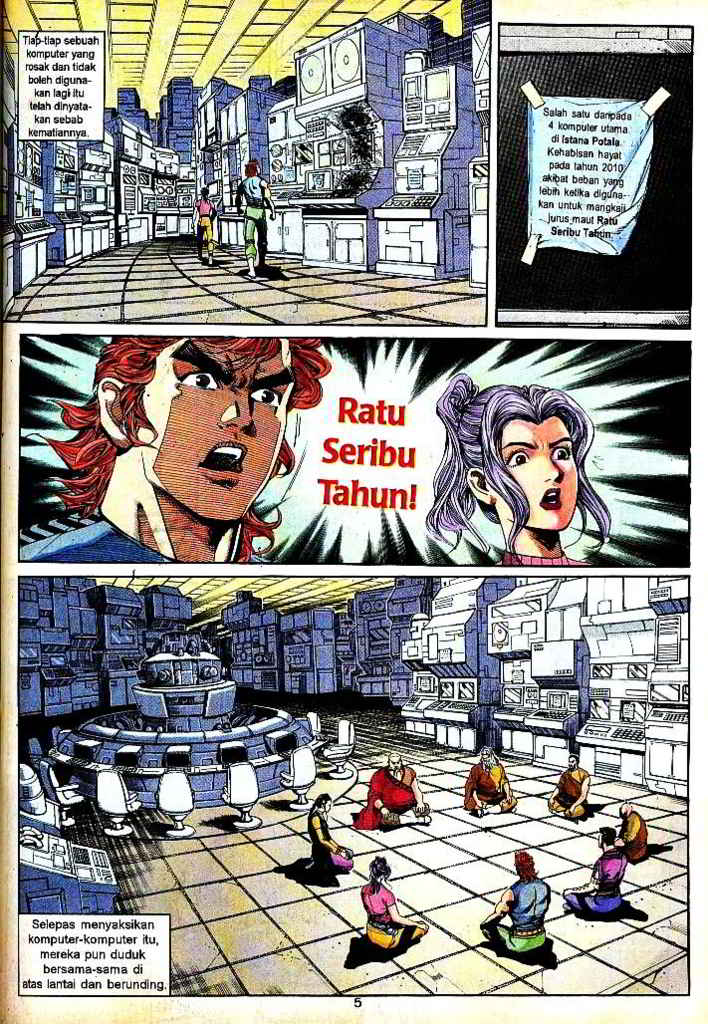 Tiap-tiap sebuah
komputer yang
rosak dan tidak
boleh diguna-
kan lagi itu
telah dinyata-
kan sebab
kematiannya.
Salah satu daripada
4 komputer utama
di Istana Potala.
Kehabisan hayat
pada tahun 2010
akibat beban yang
lebih ketika diguna-
kan untuk mangkaji
jurus maut Ratu
Seribu Tahun.
Ratu
Seribu
Tahun!
Selepas menyaksikan
komputer-komputer itu,
mereka pun duduk
bersama-sama di
atas lantai dan berunding.
5